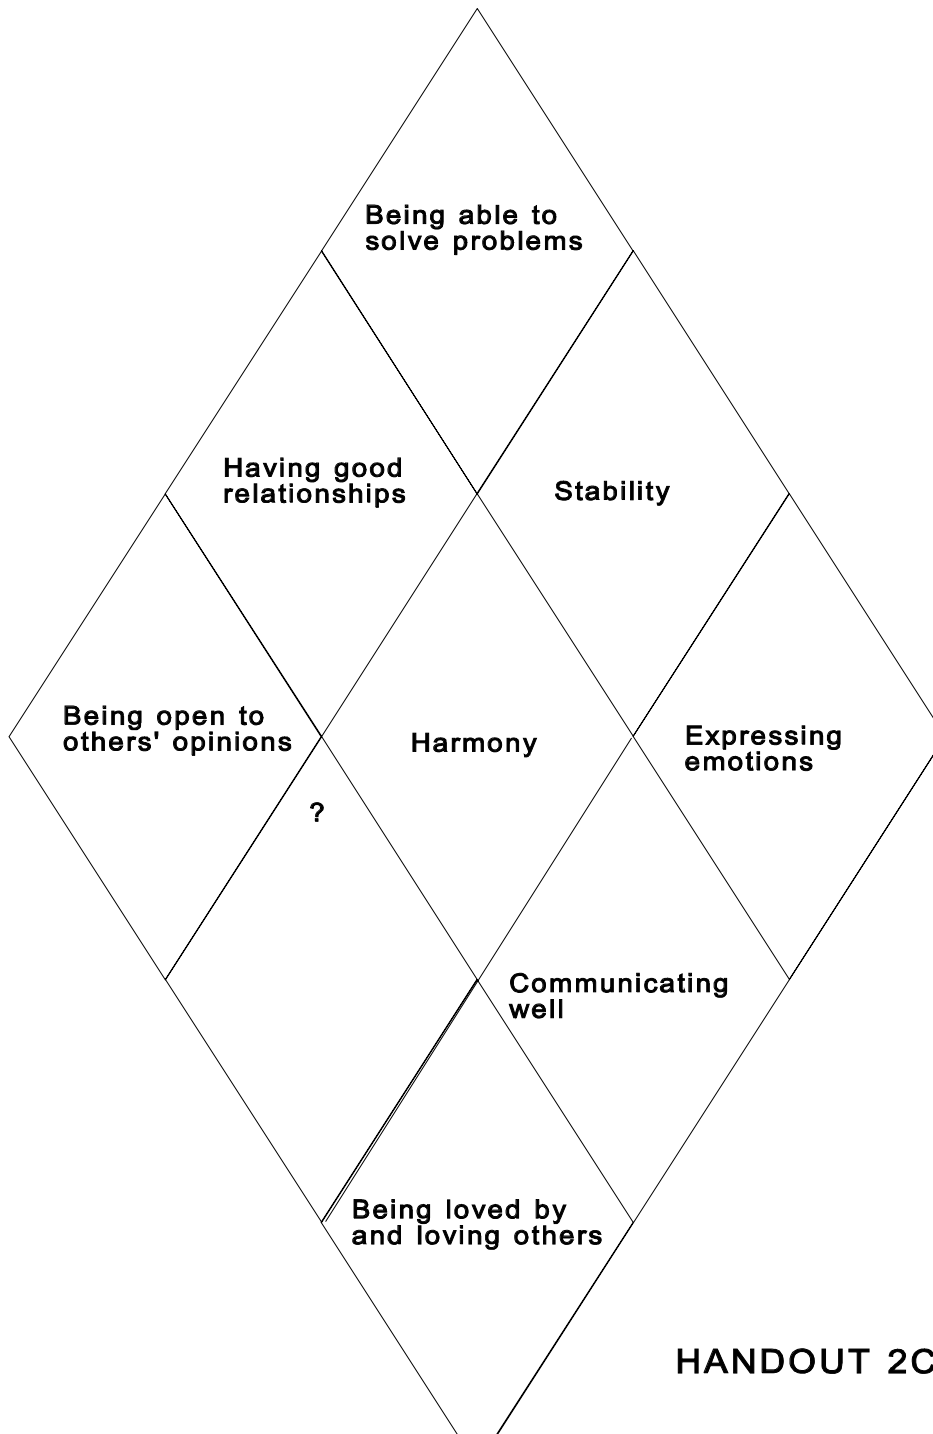 Being able to
solve problems
Having good
relationships
Stability
Being open to
others' opinions
Harmony
Expressing
emotions
?
Communicating
well
Being loved by
and loving others
HANDOUT 2C